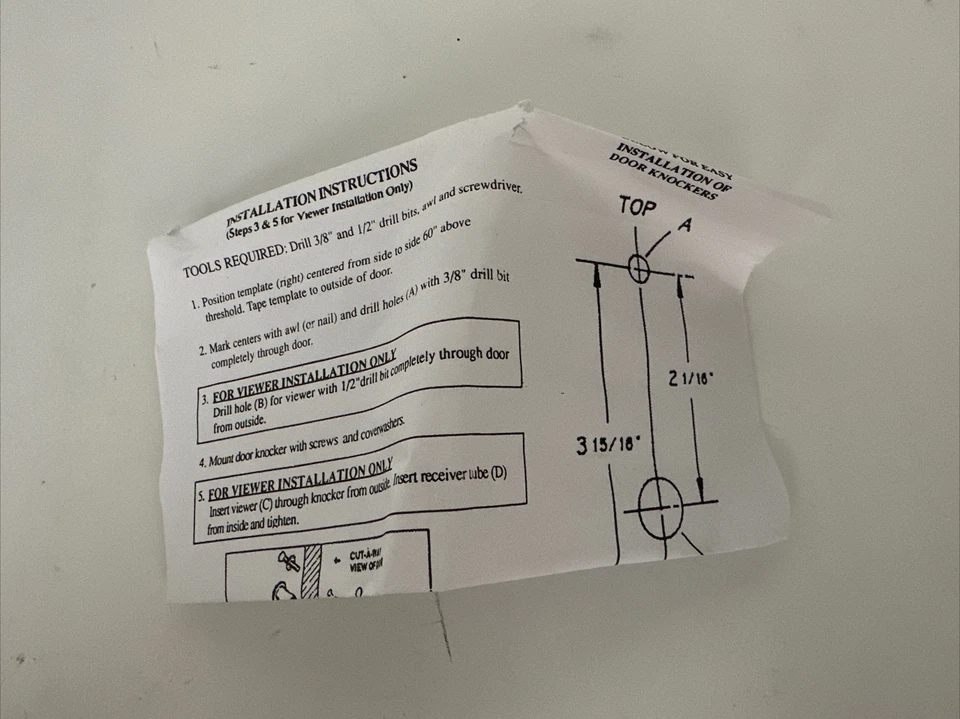 INSTALLATION INSTRUCTIONS
(Steps 3 & 5 for Viewer Installation Only)
TOOLS REQUIRED: Drill 3/8" and 1/2" drill bits, awl and screwdriver.
1. Position template (right) centered from side to side 60" above
threshold. Tape template to outside of door.
2. Mark centers with awl (or nail) and drill holes (A) with 3/8" drill bit
completely through door.
3. FOR VIEWER INSTALLATION ONLY
Drill hole (B) for viewer with 1/2"drill bit completely through door
from outside.
4. Mount door knocker with screws and coverwashers.
5. FOR VIEWER INSTALLATION ONLY
Insert viewer (C) through knocker from outside. Insert receiver tube (D)
from inside and tighten.
CUT-A-
VIEW OF
FOR EASY
INSTALLATION OF
DOOR KNOCKERS
TOP
A
2 1/16"
3 15/16"